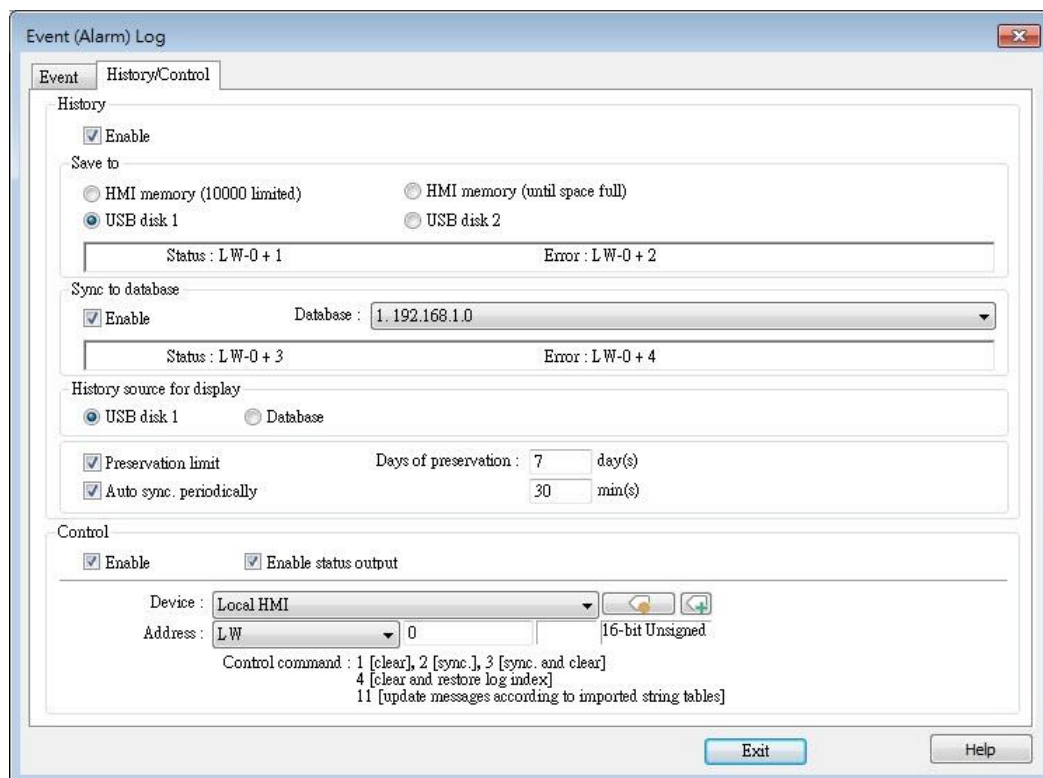 Event (Alarm) Log
Event History/Control
History
Enable
Save to
HMI memory (10000 limited) HMI memory (until space full)
USB disk 1 USB disk 2
Status : LW-0 + 1 Error : LW-0 + 2
Sync to database
Enable Database : 1. 192.168.1.0
Status : LW-0 + 3 Error : LW-0 + 4
History source for display
USB disk 1 Database
Preservation limit Days of preservation : 7 day(s)
Auto sync. periodically 30 min(s)
Control
Enable Enable status output
Device : Local HMI
Address : LW 0 16-bit Unsigned
Control command : 1 [clear], 2 [sync.], 3 [sync. and clear]
4 [clear and restore log index]
11 [update messages according to imported string tables]
Exit Help